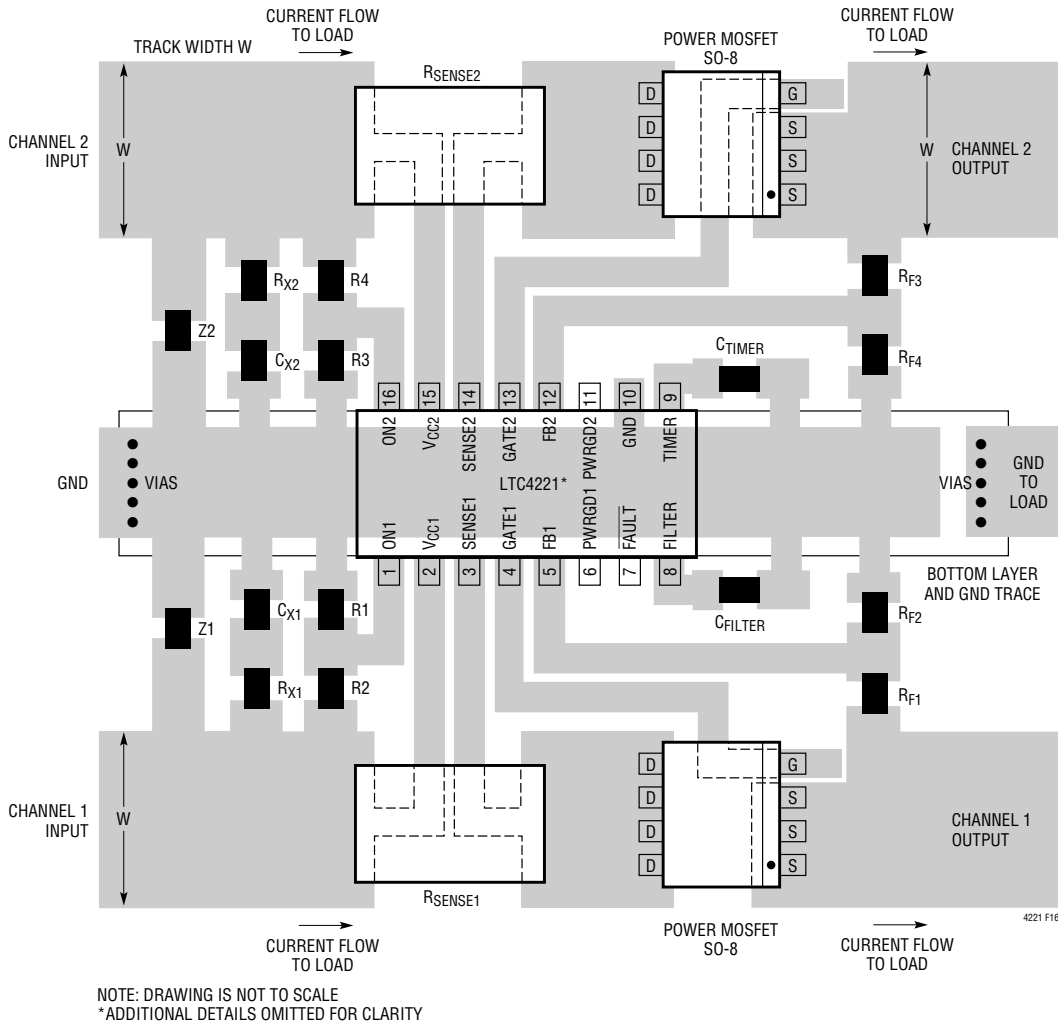 CURRENT FLOW
TO LOAD
CURRENT FLOW
TO LOAD
TRACK WIDTH W
POWER MOSFET
SO-8
RSENSE2
D
D
D
D
G
S
S
S
CHANNEL 2
INPUT
W
W
CHANNEL 2
OUTPUT
RX2
R4
RF3
Z2
CX2
R3
CTIMER
RF4
16
15
14
13
12
11
10
9
ON2
VCC2
SENSE2
GATE2
FB2
PWRGD2
GND
TIMER
GND
VIAS
LTC4221*
VIAS
GND
TO
LOAD
ON1
VCC1
SENSE1
GATE1
FB1
PWRGD1
FAULT
FILTER
1
2
3
4
5
6
7
8
BOTTOM LAYER
AND GND TRACE
Z1
CX1
R1
CFILTER
RF2
RX1
R2
RF1
D
D
D
D
G
S
S
S
CHANNEL 1
INPUT
W
CHANNEL 1
OUTPUT
RSENSE1
4221 F16
POWER MOSFET
SO-8
CURRENT FLOW
TO LOAD
CURRENT FLOW
TO LOAD
NOTE: DRAWING IS NOT TO SCALE
*ADDITIONAL DETAILS OMITTED FOR CLARITY